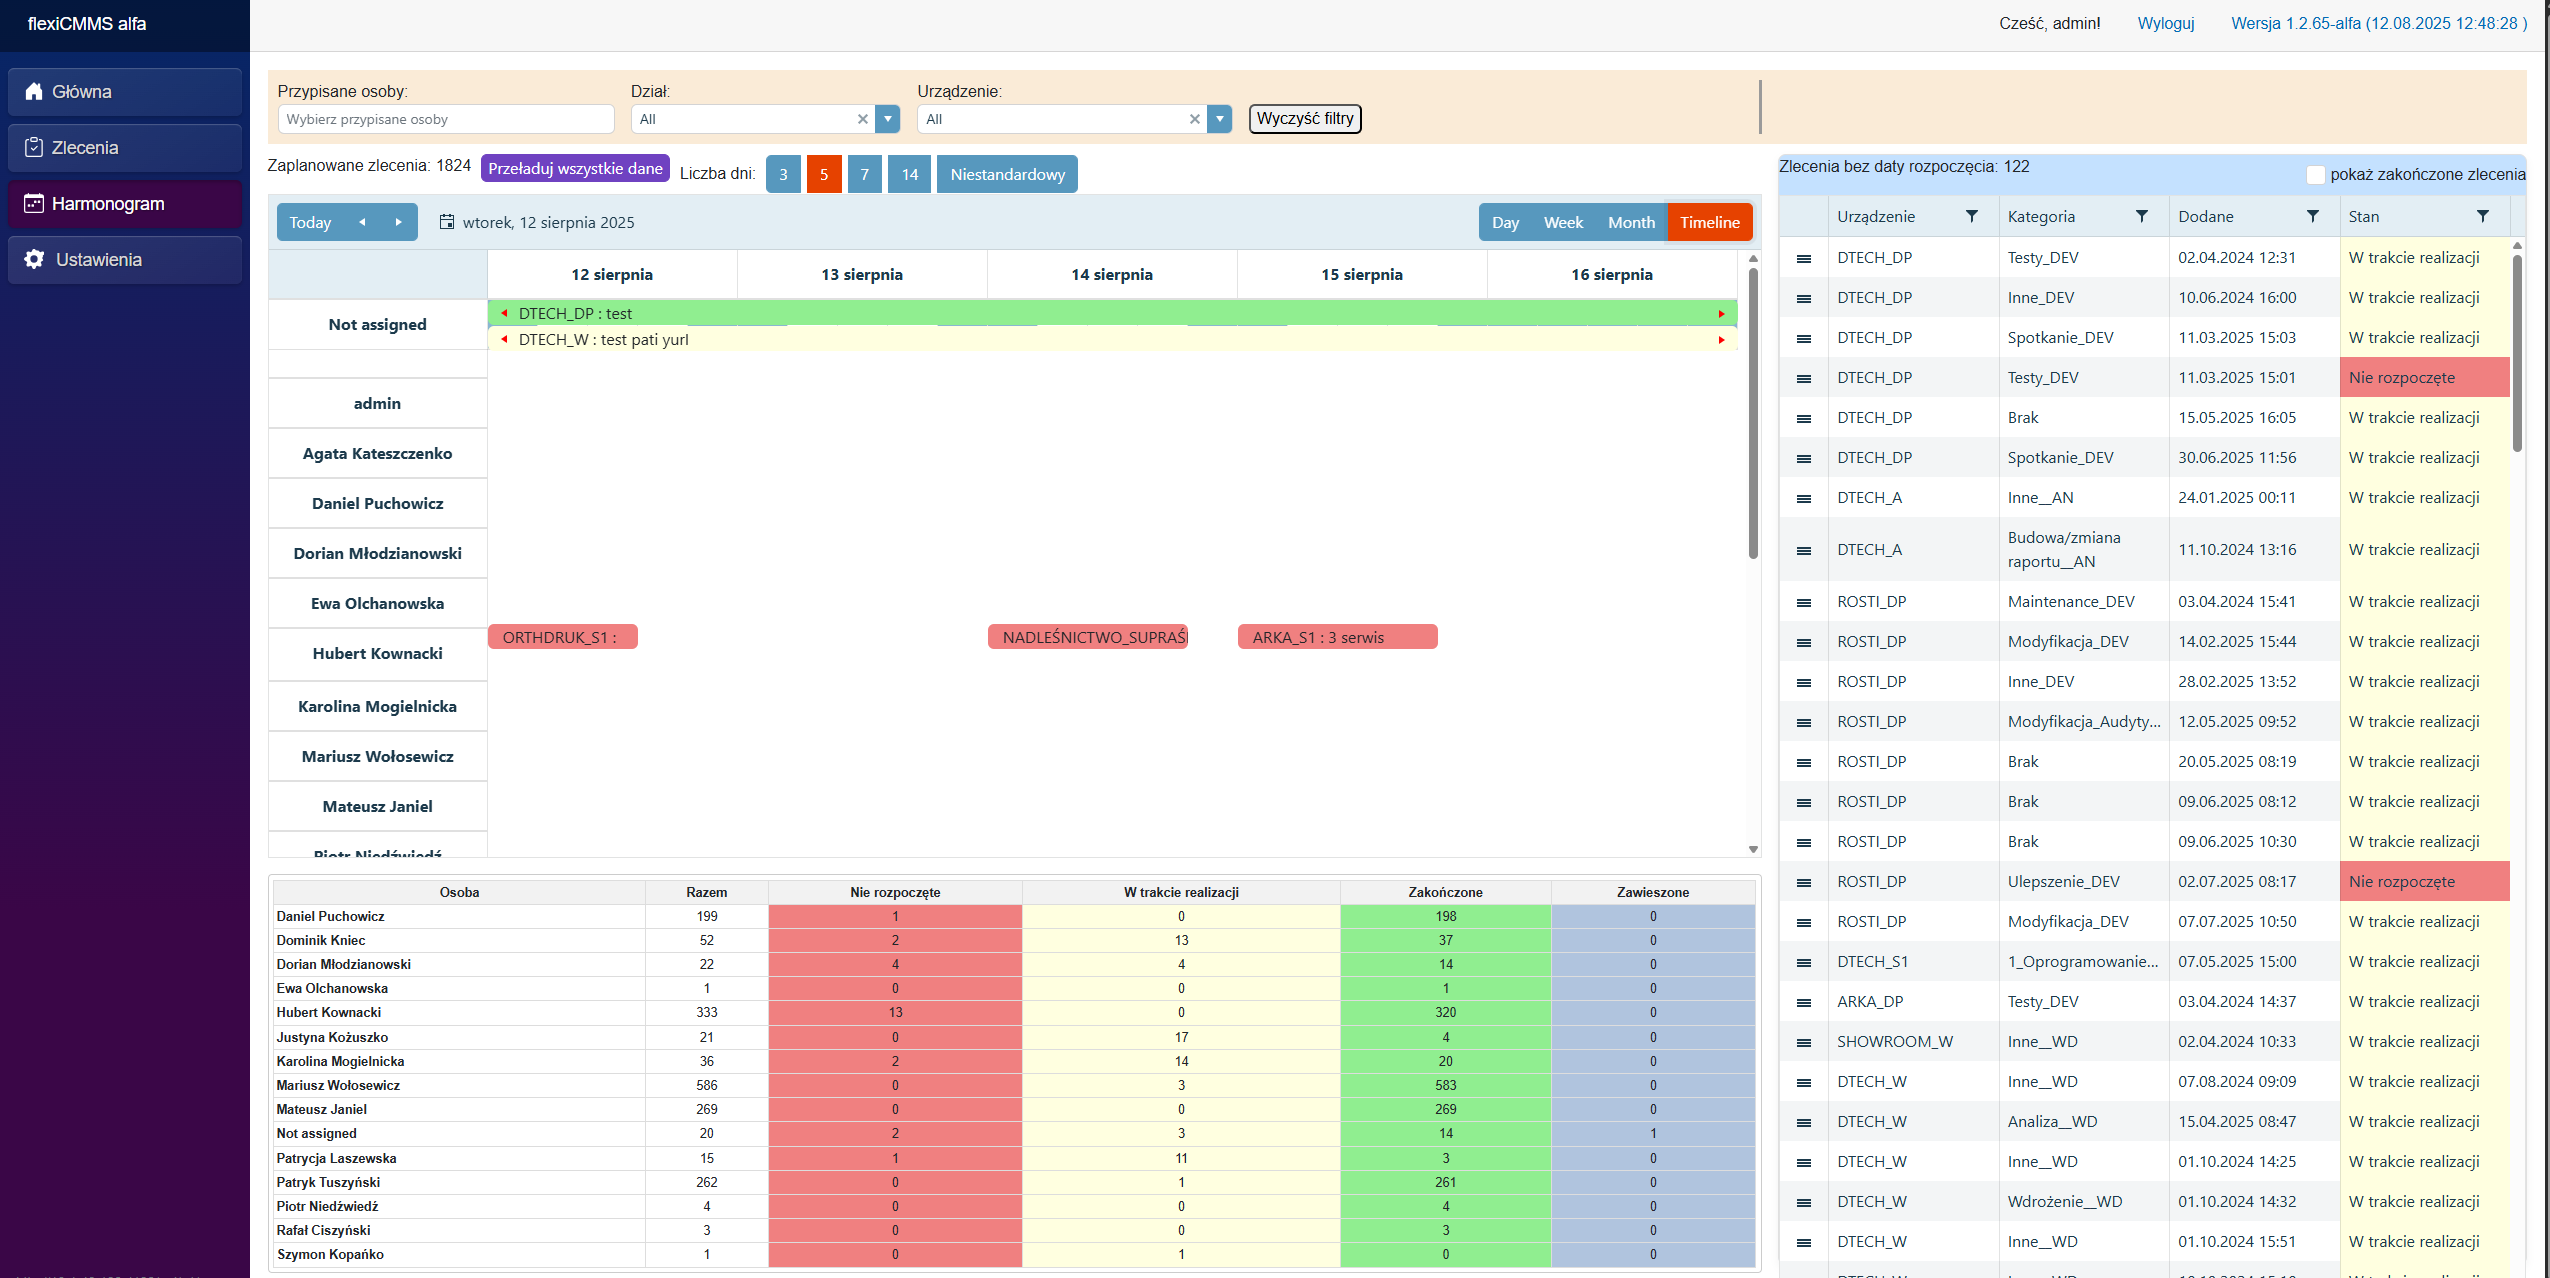 flexiCMMS alfa
Cześć, admin! Wyloguj Wersja 1.2.65-alfa (12.08.2025 12:48:28 )
Główna
Zlecenia
Harmonogram
Ustawienia
Przypisane osoby: Dział: Urządzenie:
Wybierz przypisane osoby All All Wyczyść filtry
Zaplanowane zlecenia: 1824 Przeładuj wszystkie dane Liczba dni: 3 5 7 14 Niestandardowy
Today wtorek, 12 sierpnia 2025 Day Week Month Timeline
12 sierpnia 13 sierpnia 14 sierpnia 15 sierpnia 16 sierpnia
Not assigned
DTECH_DP : test
DTECH_W : test pati yurl
admin
Agata Kateszczenko
Daniel Puchowicz
Dorian Młodzianowski
Ewa Olchanowska
Hubert Kownacki
ORTHDRUK_S1 : NADLEŚNICTWO_SUPRAŚ ARKA_S1 : 3 serwis
Karolina Mogielnicka
Mariusz Wołosewicz
Mateusz Janiel
Piotr Niedźwiedź
Osoba Razem Nie rozpoczęte W trakcie realizacji Zakończone Zawieszone
Daniel Puchowicz 199 1 0 198 0
Dominik Kniec 52 2 13 37 0
Dorian Młodzianowski 22 4 4 14 0
Ewa Olchanowska 1 0 0 1 0
Hubert Kownacki 333 13 0 320 0
Justyna Kożuszko 21 0 17 4 0
Karolina Mogielnicka 36 2 14 20 0
Mariusz Wołosewicz 586 0 3 583 0
Mateusz Janiel 269 0 0 269 0
Not assigned 20 2 3 14 1
Patrycja Laszewska 15 1 11 3 0
Patryk Tuszyński 262 0 1 261 0
Piotr Niedźwiedź 4 0 0 4 0
Rafał Ciszyński 3 0 0 3 0
Szymon Kopańko 1 0 1 0 0
Zlecenia bez daty rozpoczęcia: 122 pokaż zakończone zlecenia
Urządzenie Kategoria Dodane Stan
DTECH_DP Testy_DEV 02.04.2024 12:31 W trakcie realizacji
DTECH_DP Inne_DEV 10.06.2024 16:00 W trakcie realizacji
DTECH_DP Spotkanie_DEV 11.03.2025 15:03 W trakcie realizacji
DTECH_DP Testy_DEV 11.03.2025 15:01 Nie rozpoczęte
DTECH_DP Brak 15.05.2025 16:05 W trakcie realizacji
DTECH_DP Spotkanie_DEV 30.06.2025 11:56 W trakcie realizacji
DTECH_A Inne__AN 24.01.2025 00:11 W trakcie realizacji
DTECH_A Budowa/zmiana raportu__AN 11.10.2024 13:16 W trakcie realizacji
ROSTI_DP Maintenance_DEV 03.04.2024 15:41 W trakcie realizacji
ROSTI_DP Modyfikacja_DEV 14.02.2025 15:44 W trakcie realizacji
ROSTI_DP Inne_DEV 28.02.2025 13:52 W trakcie realizacji
ROSTI_DP Modyfikacja_Audyty... 12.05.2025 09:52 W trakcie realizacji
ROSTI_DP Brak 20.05.2025 08:19 W trakcie realizacji
ROSTI_DP Brak 09.06.2025 08:12 W trakcie realizacji
ROSTI_DP Brak 09.06.2025 10:30 W trakcie realizacji
ROSTI_DP Ulepszenie_DEV 02.07.2025 08:17 Nie rozpoczęte
ROSTI_DP Modyfikacja_DEV 07.07.2025 10:50 W trakcie realizacji
DTECH_S1 1_Oprogramowanie... 07.05.2025 15:00 W trakcie realizacji
ARKA_DP Testy_DEV 03.04.2024 14:37 W trakcie realizacji
SHOWROOM_W Inne__WD 02.04.2024 10:33 W trakcie realizacji
DTECH_W Inne__WD 07.08.2024 09:09 W trakcie realizacji
DTECH_W Analiza__WD 15.04.2025 08:47 W trakcie realizacji
DTECH_W Inne__WD 01.10.2024 14:25 W trakcie realizacji
DTECH_W Wdrożenie__WD 01.10.2024 14:32 W trakcie realizacji
DTECH_W Inne__WD 01.10.2024 15:51 W trakcie realizacji